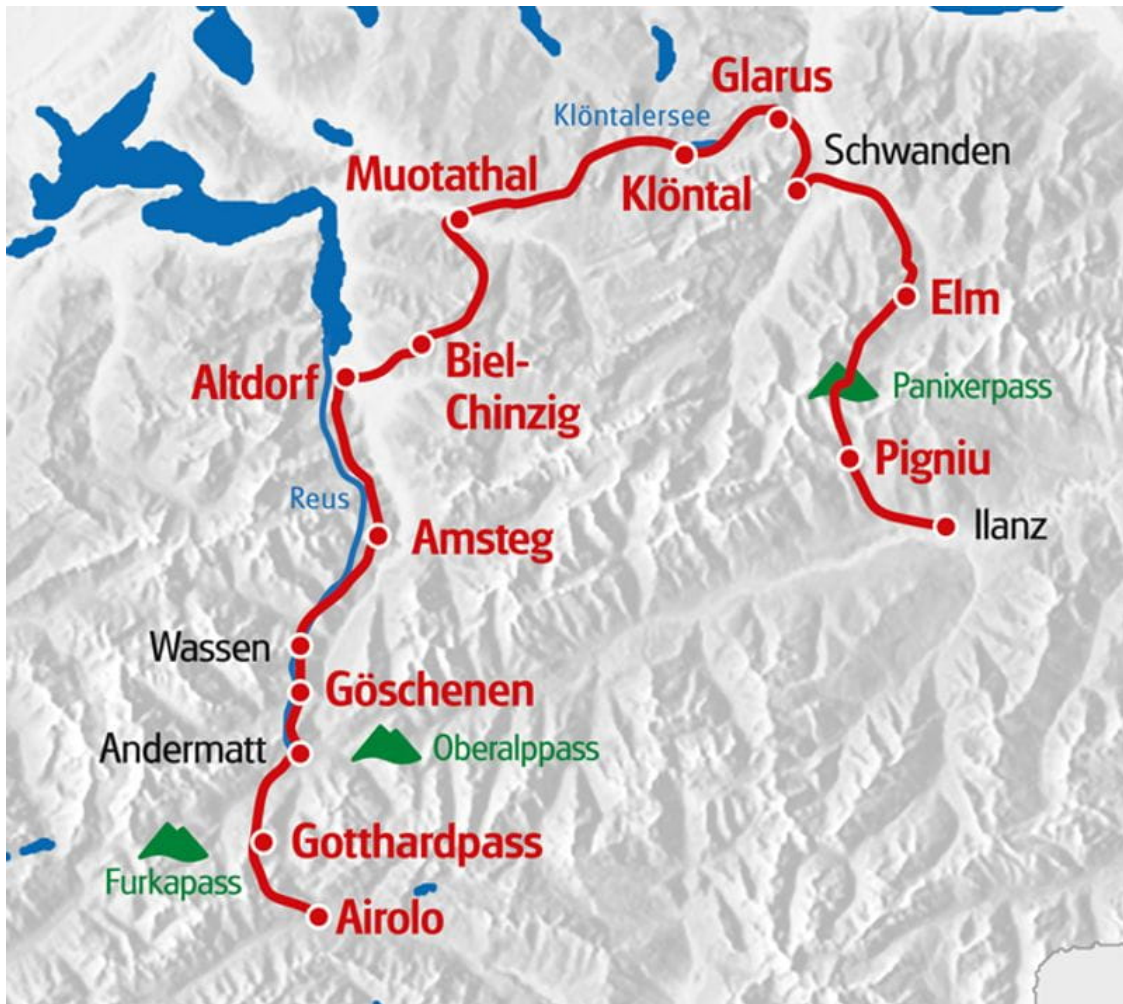 Glarus
Klöntalersee
Schwanden
Muotathal
Klöntal
Elm
Biel-
Chinzig
Altdorf
Panixerpass
Pigniu
Reus
Ilanz
Amsteg
Wassen
Göschenen
Andermatt
Oberalppass
Gotthardpass
Furkapass
Airolo